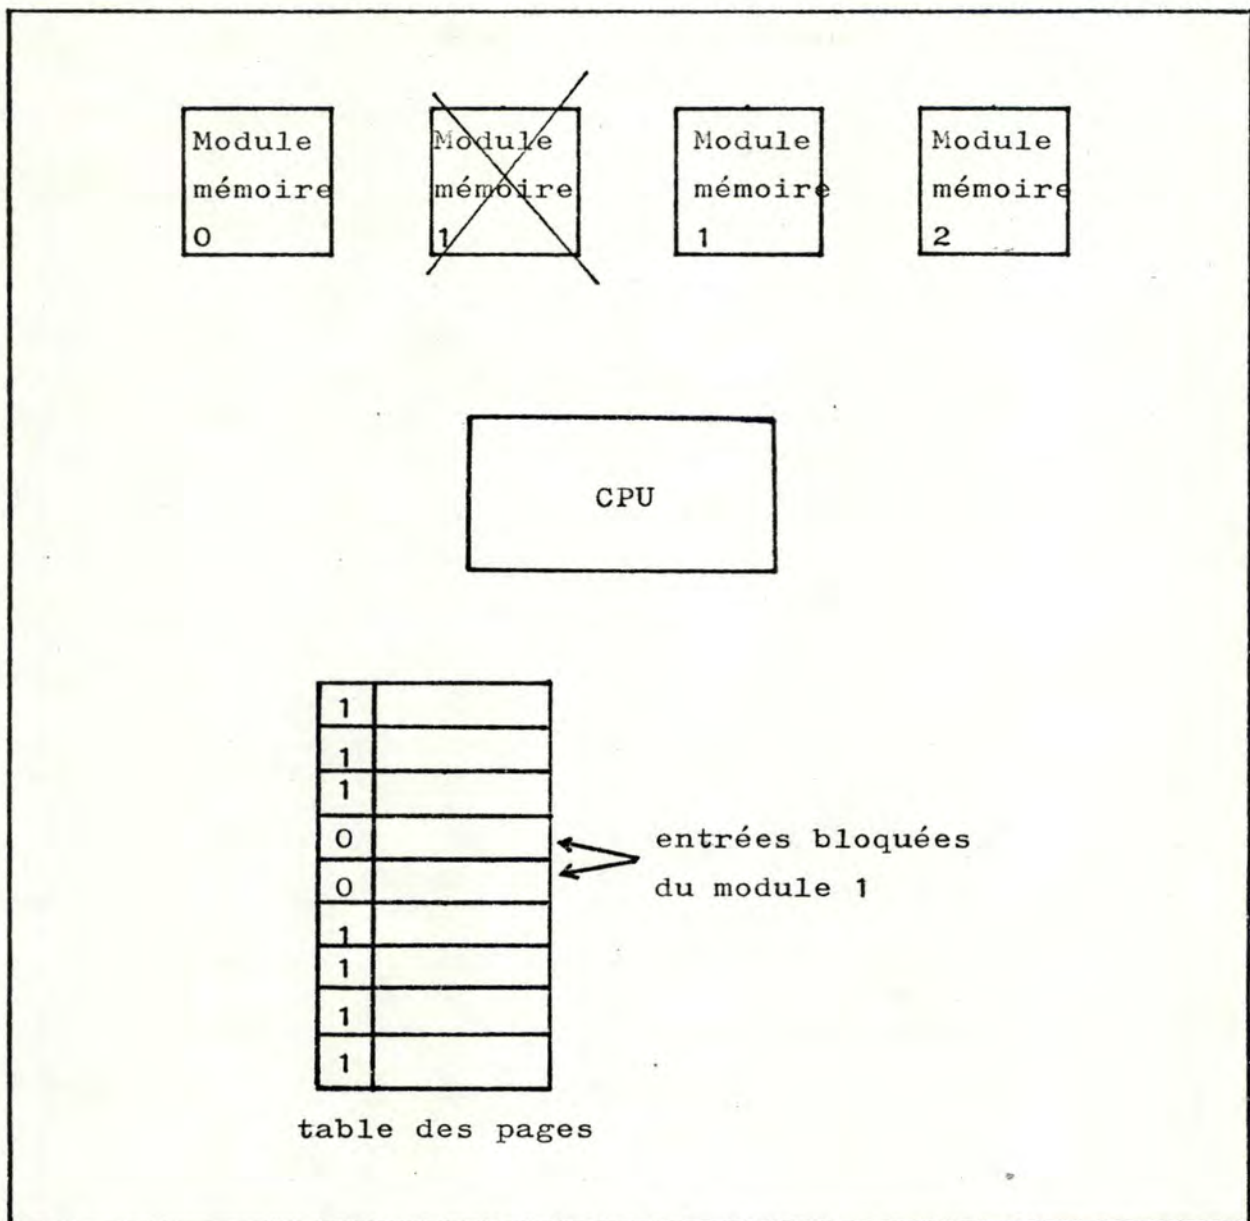 Module
mémoire
0
Module
mémoire
1
Module
mémoire
1
Module
mémoire
2
CPU
1
1
1
0
0
1
1
1
1
entrées bloquées
du module 1
table des pages